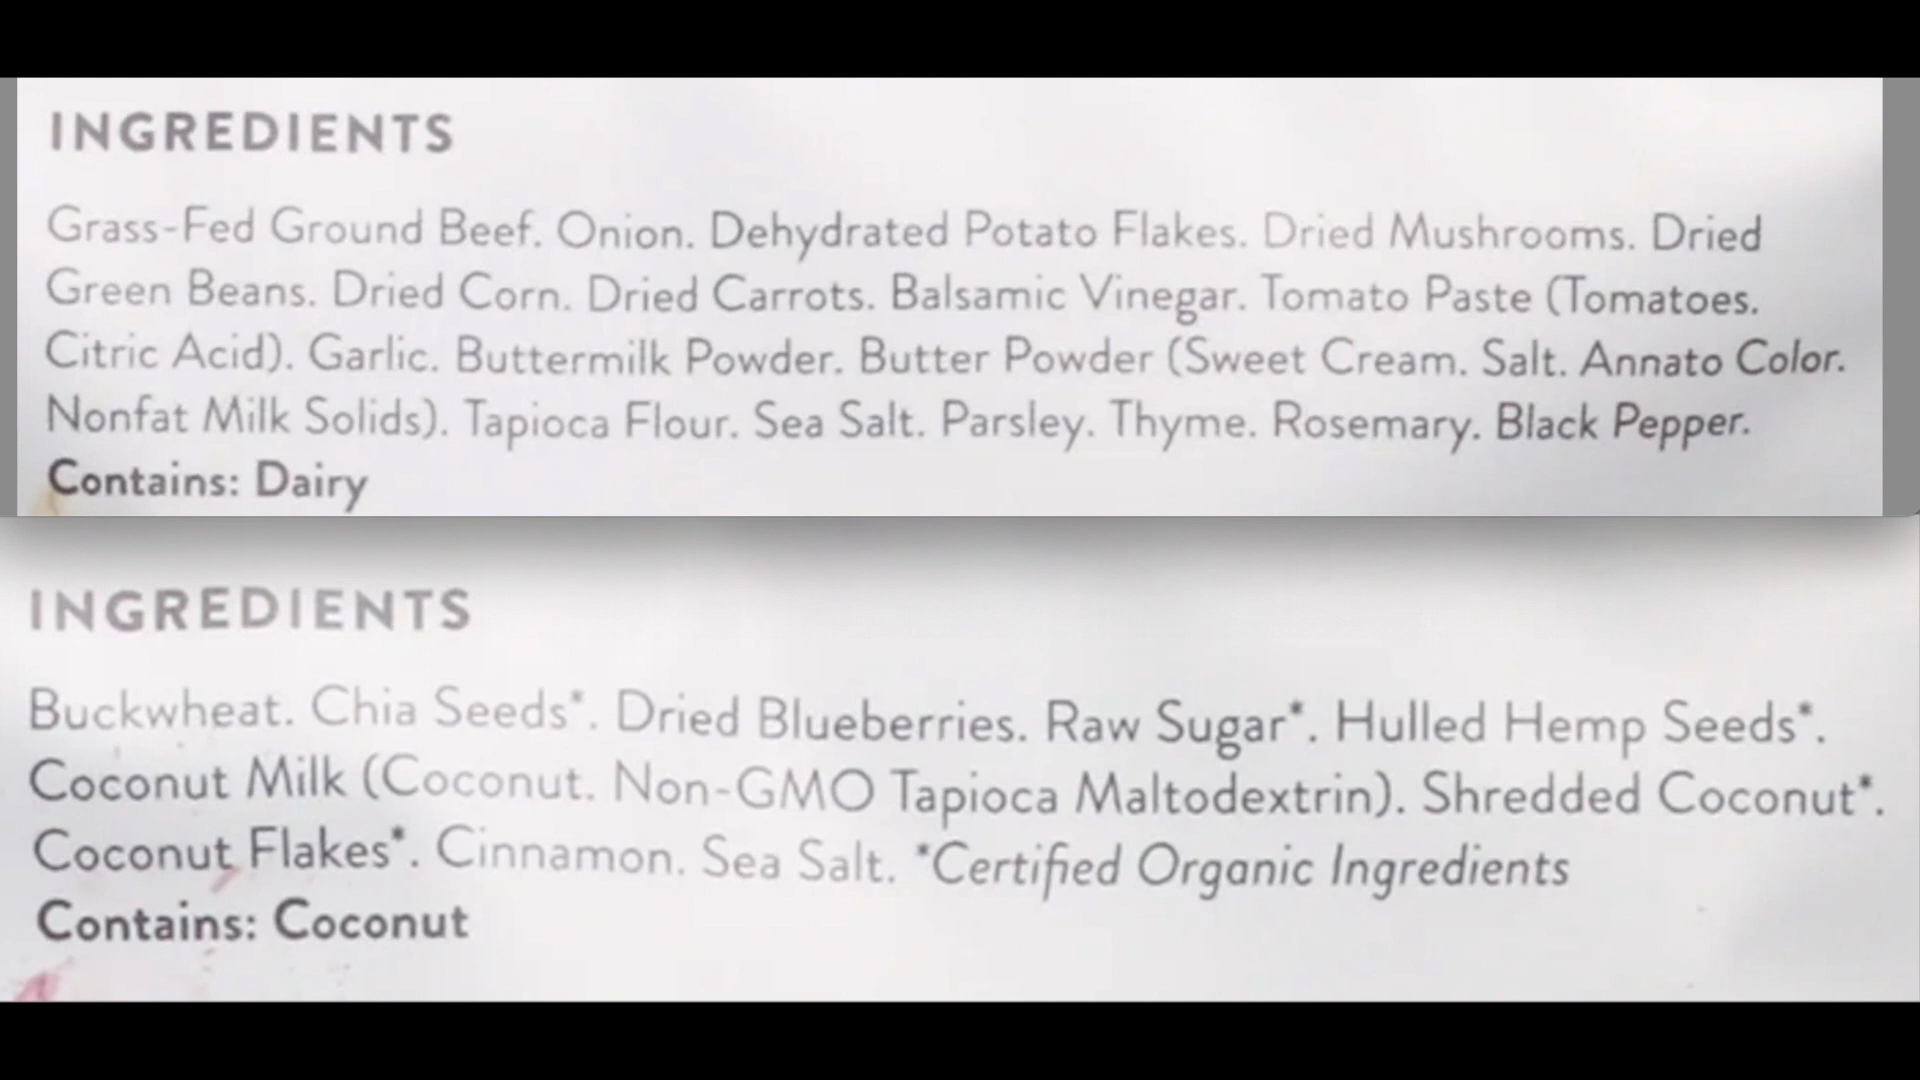 INGREDIENTS
Grass-Fed Ground Beef. Onion. Dehydrated Potato Flakes. Dried Mushrooms. Dried
Green Beans. Dried Corn. Dried Carrots. Balsamic Vinegar. Tomato Paste (Tomatoes.
Citric Acid). Garlic. Buttermilk Powder. Butter Powder (Sweet Cream. Salt. Annato Color.
Nonfat Milk Solids). Tapioca Flour. Sea Salt. Parsley. Thyme. Rosemary. Black Pepper.
Contains: Dairy
INGREDIENTS
Buckwheat. Chia Seeds*. Dried Blueberries. Raw Sugar*. Hulled Hemp Seeds*.
Coconut Milk (Coconut. Non-GMO Tapioca Maltodextrin). Shredded Coconut*.
Coconut Flakes*. Cinnamon. Sea Salt. *Certified Organic Ingredients
Contains: Coconut